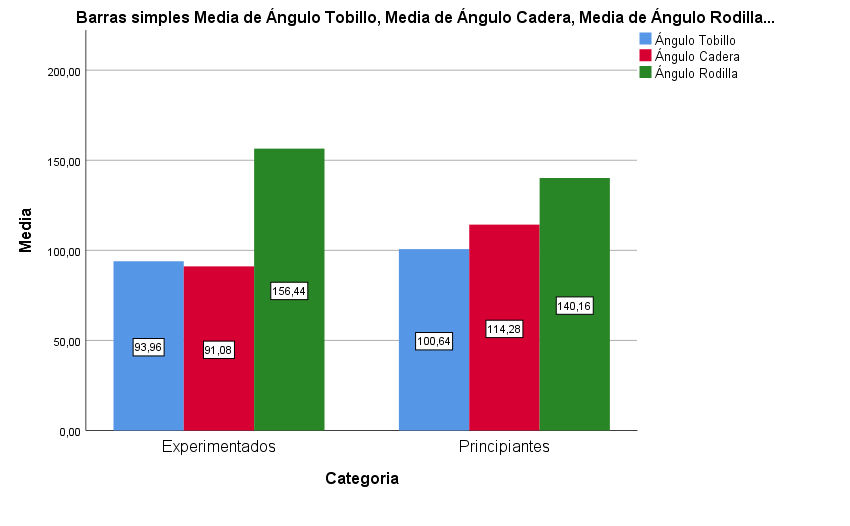 Barras simples Media de Ángulo Tobillo, Media de Ángulo Cadera, Media de Ángulo Rodilla...
Ángulo Tobillo
Ángulo Cadera
Ángulo Rodilla
200,00
150,00
100,00
50,00
0,00
Media
93,96
91,08
156,44
100,64
114,28
140,16
Experimentados
Principiantes
Categoria